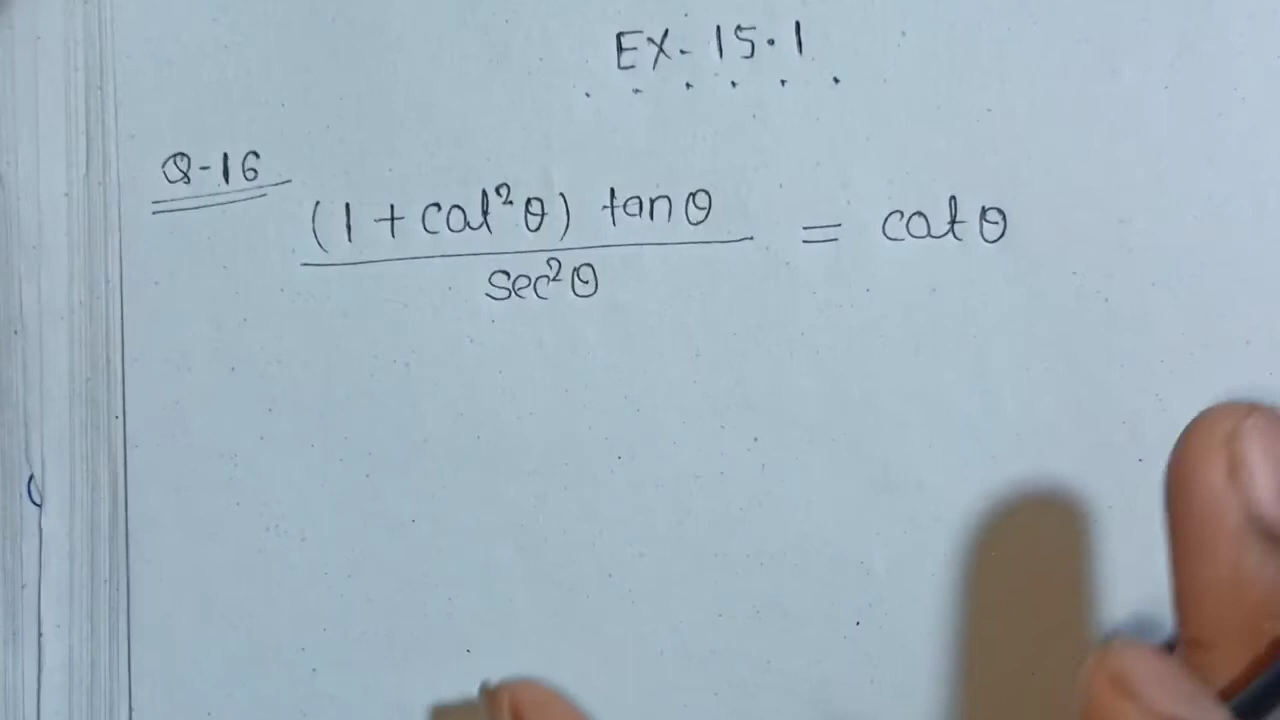 EX-15.1
Q-16
(1+cot²θ) tanθ
= cotθ
sec²θ